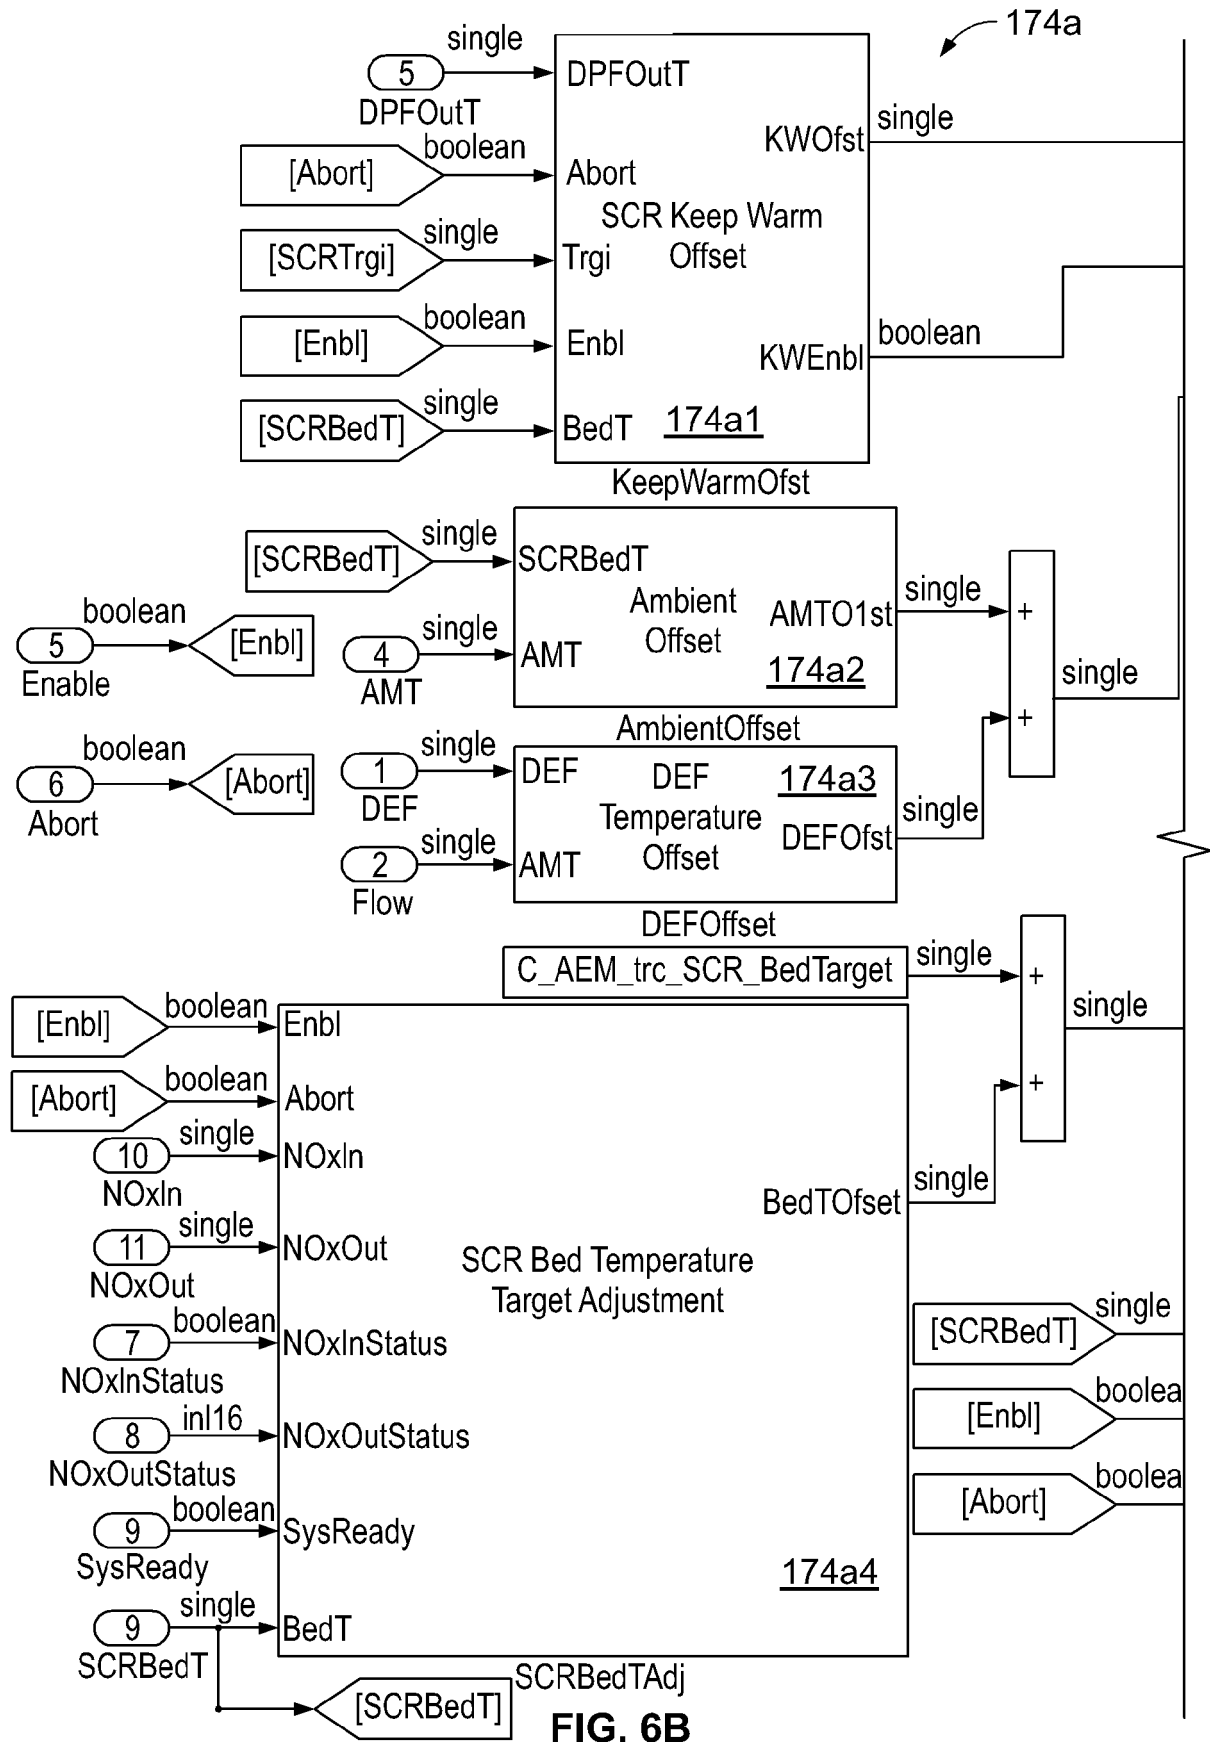 174a
single
5
DPFOutT
DPFOutT
KWOfst
single
boolean
[Abort]
Abort
SCR Keep Warm
Offset
single
[SCRTrgi]
Trgi
boolean
[Enbl]
Enbl
KWEnbl
boolean
single
[SCRBedT]
BedT
174a1
KeepWarmOfst
single
[SCRBedT]
SCRBedT
Ambient
Offset
AMTO1st
single
+
boolean
5
Enable
[Enbl]
single
4
AMT
AMT
174a2
AmbientOffset
+
single
boolean
6
Abort
[Abort]
single
1
DEF
DEF
DEF
Temperature
Offset
174a3
DEFOfst
single
single
2
Flow
AMT
DEFOffset
C_AEM_trc_SCR_BedTarget
single
+
single
boolean
[Enbl]
Enbl
boolean
[Abort]
Abort
+
single
10
NOxIn
NOxIn
single
11
NOxOut
NOxOut
SCR Bed Temperature
Target Adjustment
BedTOfset
single
boolean
7
NOxInStatus
NOxInStatus
inl16
8
NOxOutStatus
NOxOutStatus
boolean
9
SysReady
SysReady
single
9
SCRBedT
BedT
174a4
[SCRBedT]
single
[Enbl]
boolea
[Abort]
boolea
SCRBedTAdj
[SCRBedT]
FIG. 6B